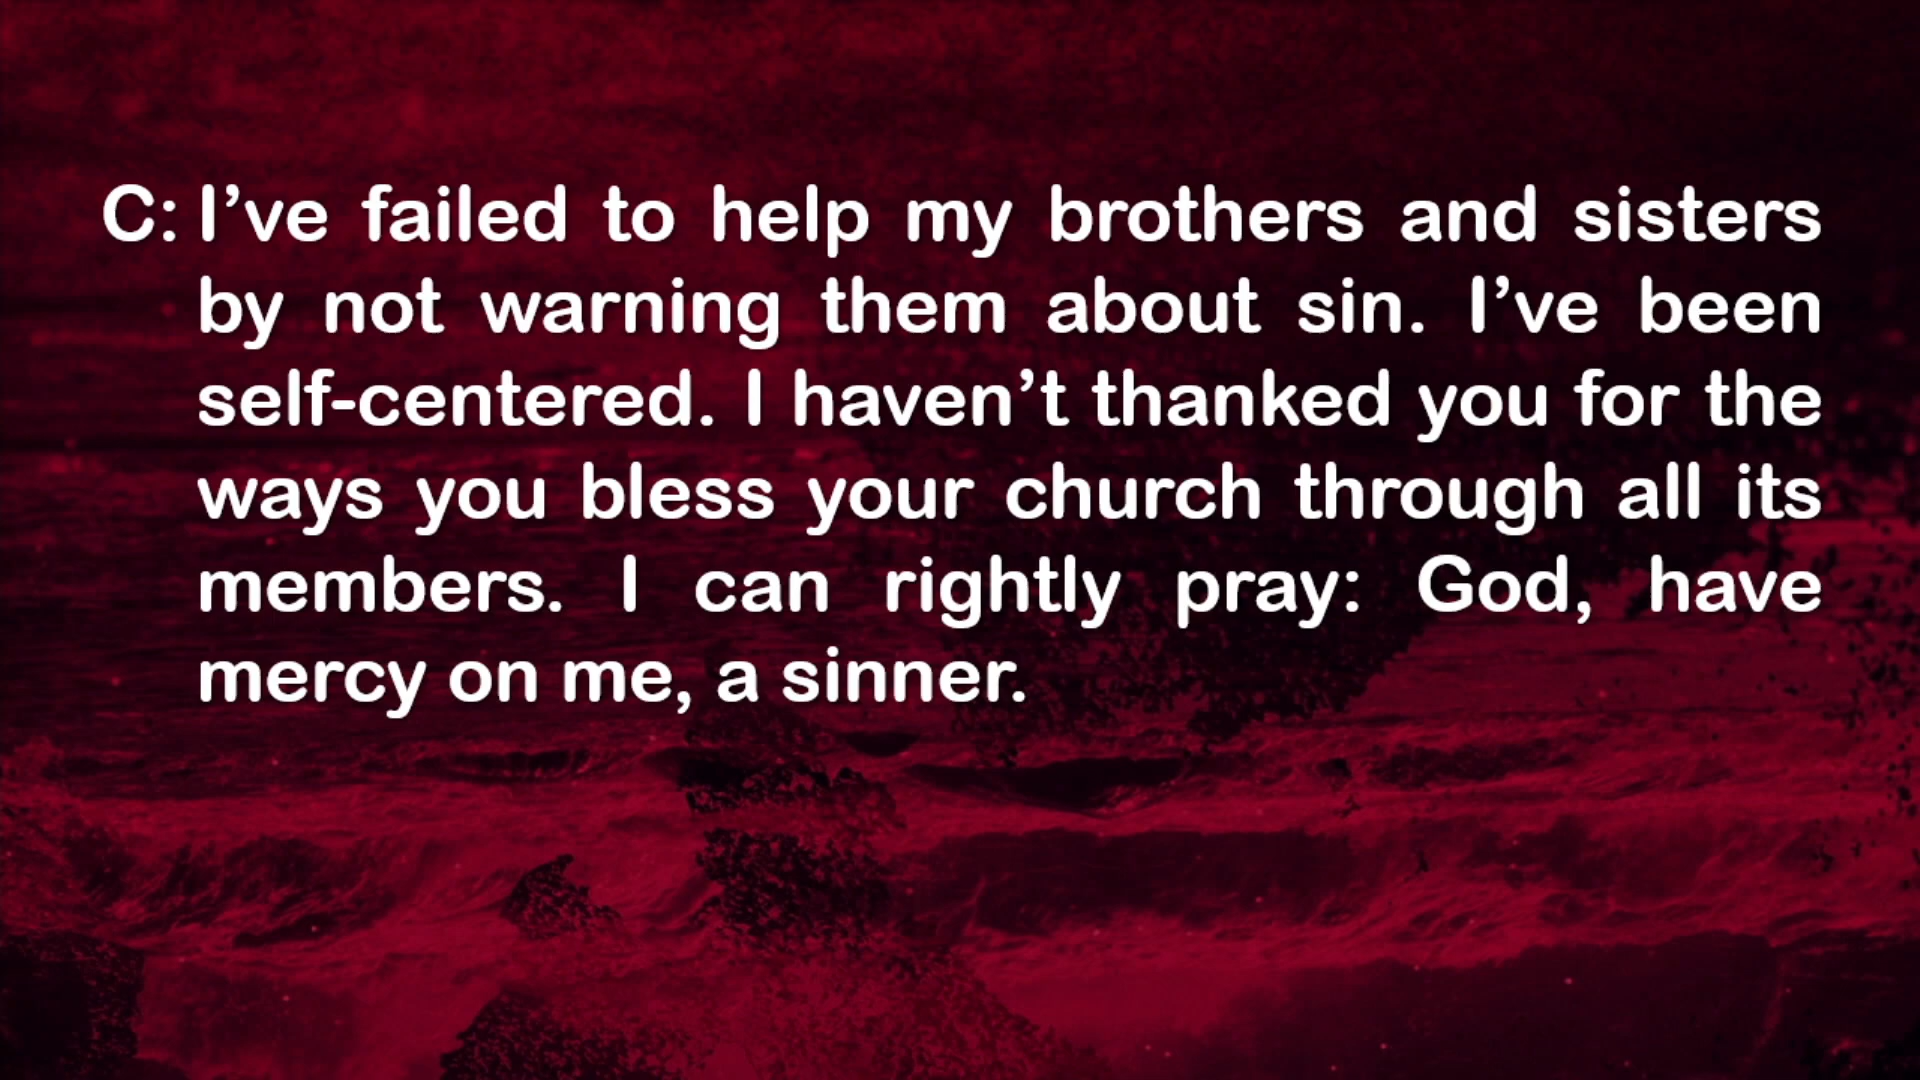 C: I’ve failed to help my brothers and sisters
by not warning them about sin. I’ve been
self-centered. I haven’t thanked you for the
ways you bless your church through all its
members. I can rightly pray: God, have
mercy on me, a sinner.